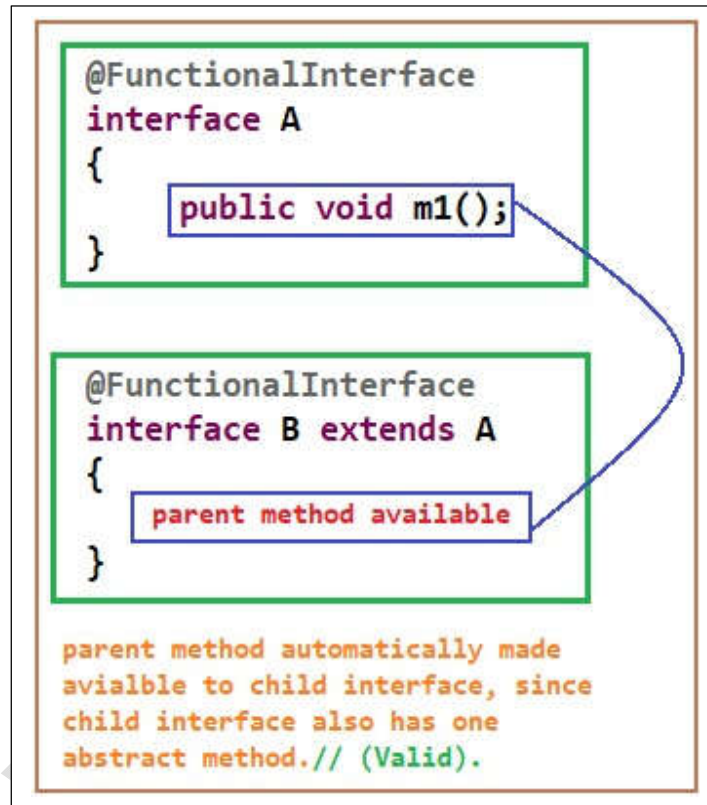 @FunctionalInterface
interface A
{
public void m1();
}
@FunctionalInterface
interface B extends A
{
parent method available
}
parent method automatically made
avialble to child interface, since
child interface also has one
abstract method.// (Valid).